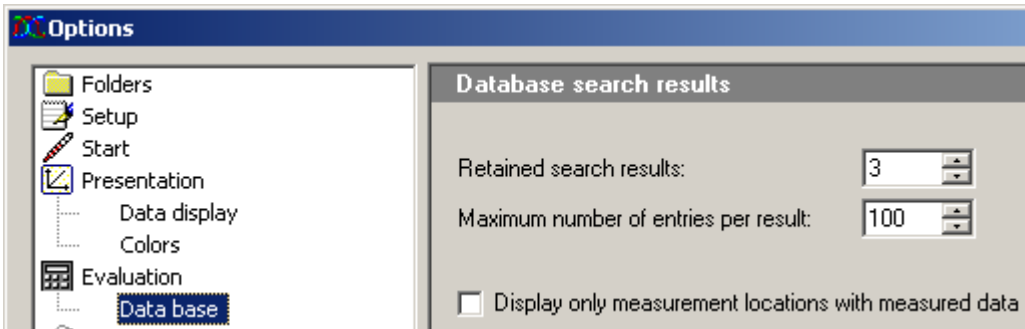 Options
Folders
Setup
Start
Presentation
Data display
Colors
Evaluation
Data base
Database search results
Retained search results: 3
Maximum number of entries per result: 100
Display only measurement locations with measured data